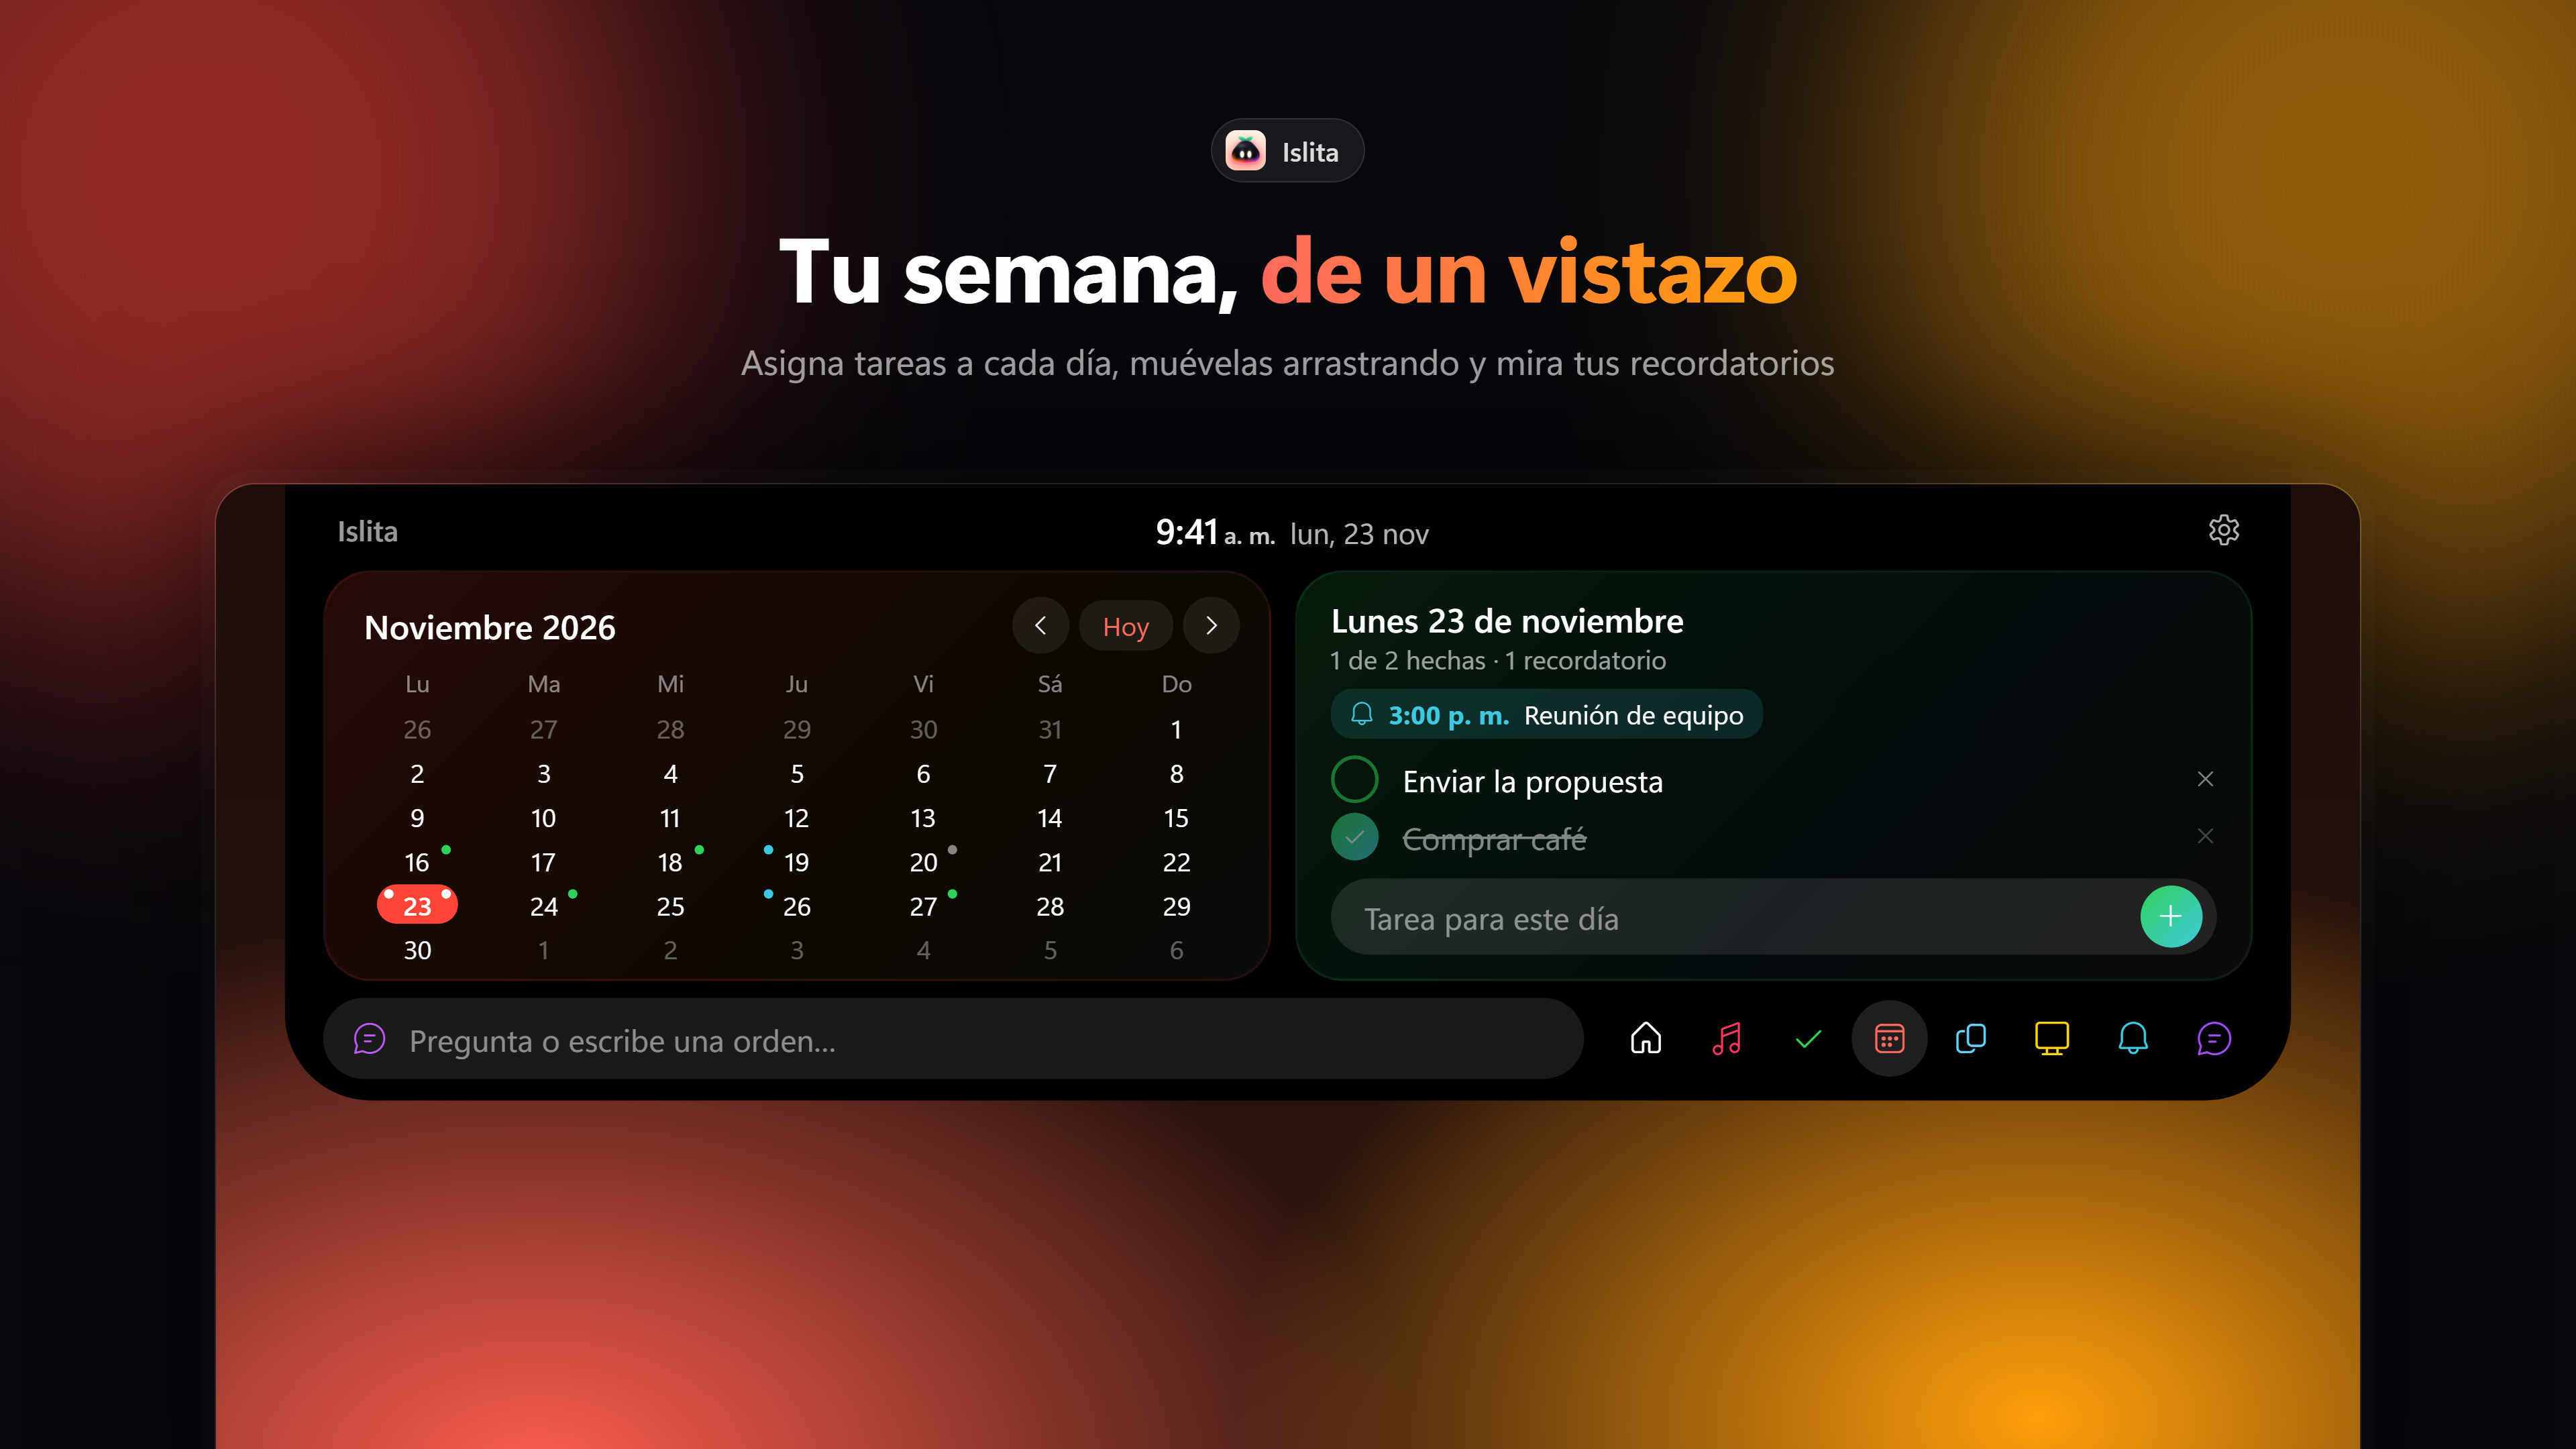 Islita
Tu semana, de un vistazo
Asigna tareas a cada día, muévelas arrastrando y mira tus recordatorios
Islita
9:41 a. m. lun, 23 nov
Noviembre 2026
Hoy
Lu Ma Mi Ju Vi Sá Do
26 27 28 29 30 31 1
2 3 4 5 6 7 8
9 10 11 12 13 14 15
16 17 18 19 20 21 22
23 24 25 26 27 28 29
30 1 2 3 4 5 6
Lunes 23 de noviembre
1 de 2 hechas · 1 recordatorio
3:00 p. m. Reunión de equipo
Enviar la propuesta
Comprar café
Tarea para este día
Pregunta o escribe una orden...